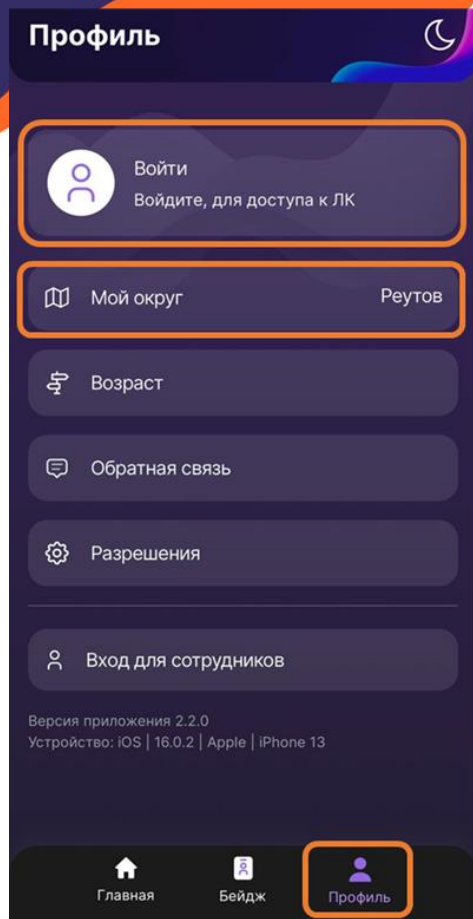 Профиль
Войти
Войдите, для доступа к ЛК
Мой округ Реутов
Возраст
Обратная связь
Разрешения
Вход для сотрудников
Версия приложения 2.2.0
Устройство: iOS | 16.0.2 | Apple | iPhone 13
Главная Бейдж Профиль